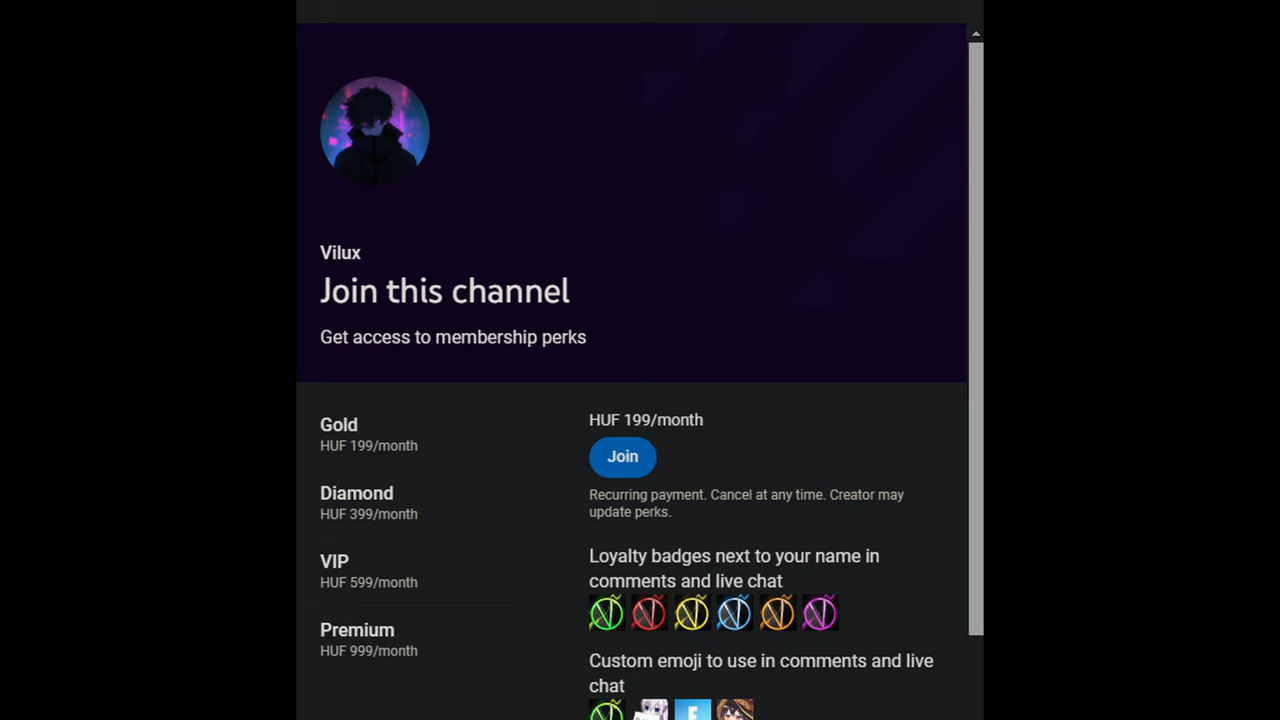 Vilux
Join this channel
Get access to membership perks
Gold
HUF 199/month
Diamond
HUF 399/month
VIP
HUF 599/month
Premium
HUF 999/month
HUF 199/month
Join
Recurring payment. Cancel at any time. Creator may
update perks.
Loyalty badges next to your name in
comments and live chat
Custom emoji to use in comments and live
chat